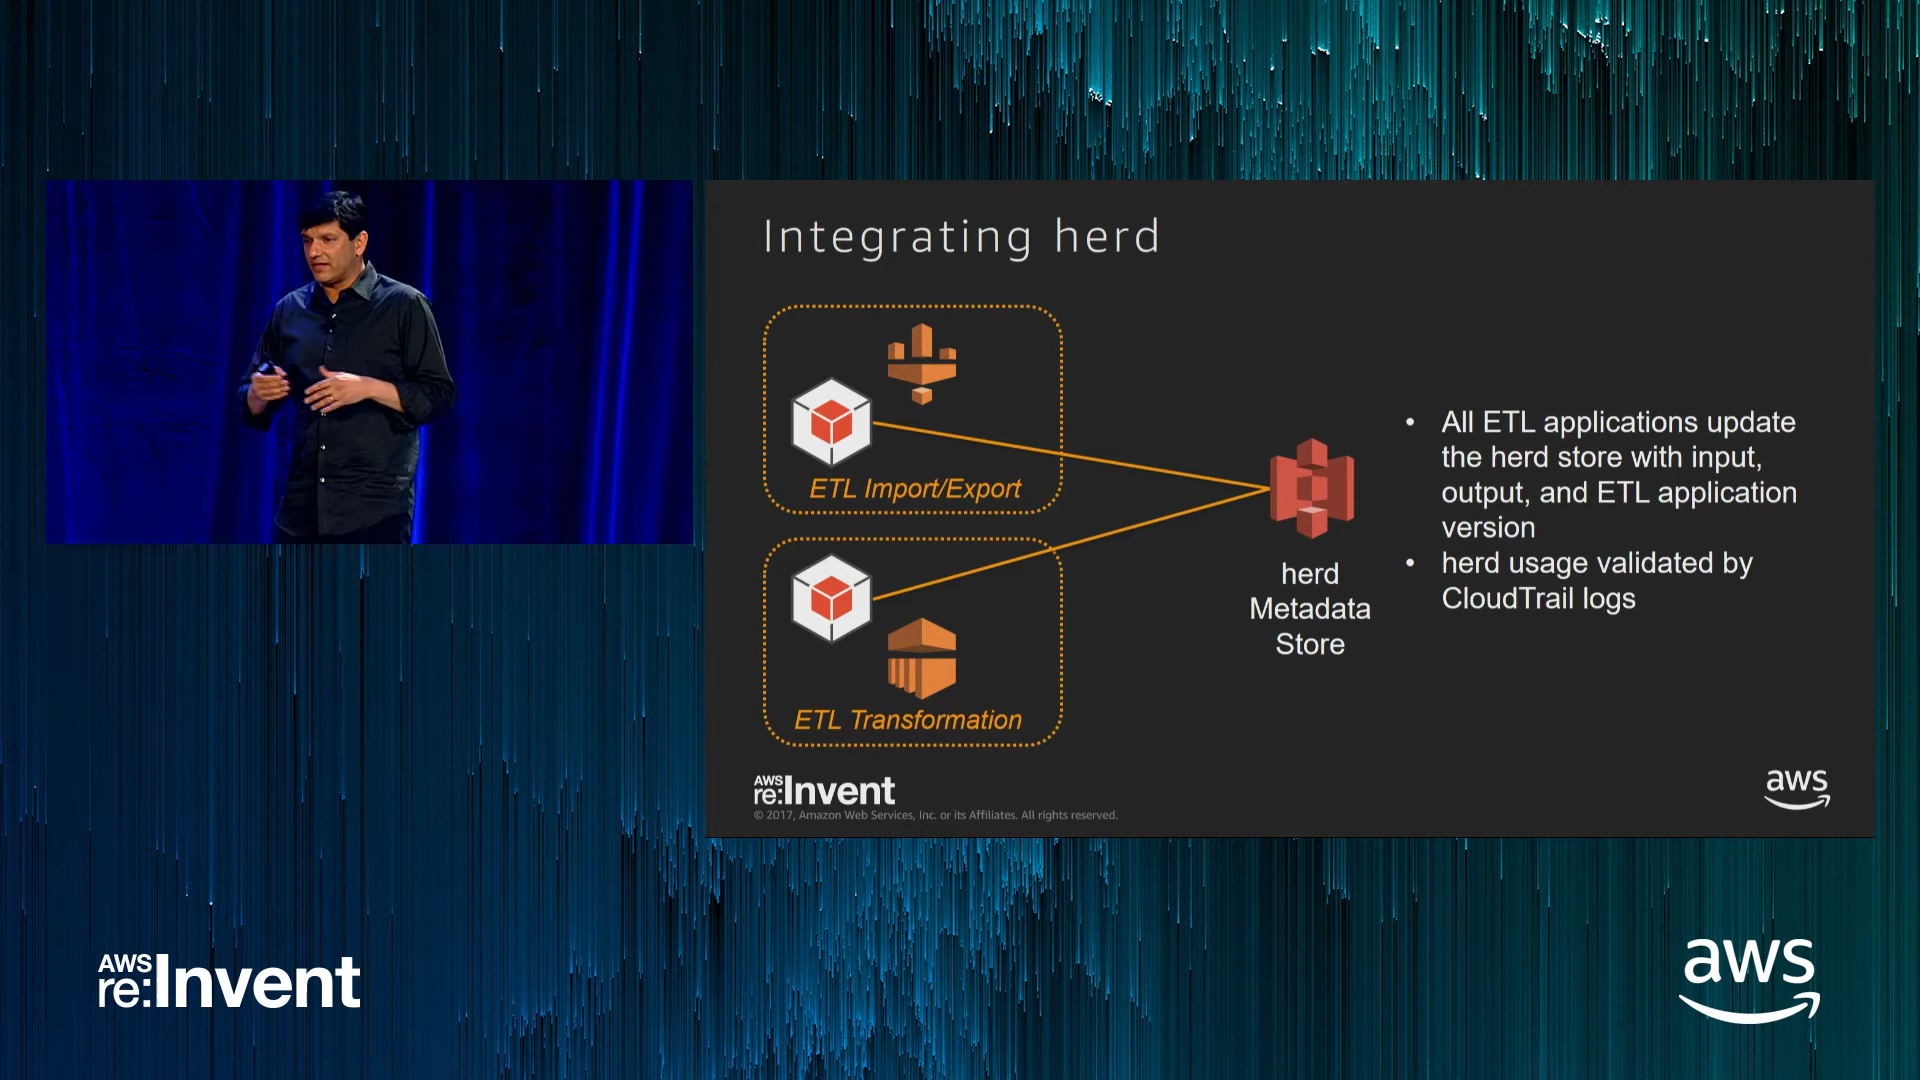 Integrating herd
ETL Import/Export
ETL Transformation
herd
Metadata
Store
• All ETL applications update
the herd store with input,
output, and ETL application
version
• herd usage validated by
CloudTrail logs
AWS
re:Invent
© 2017, Amazon Web Services, Inc. or its Affiliates. All rights reserved.
aws
AWS
re:Invent
aws